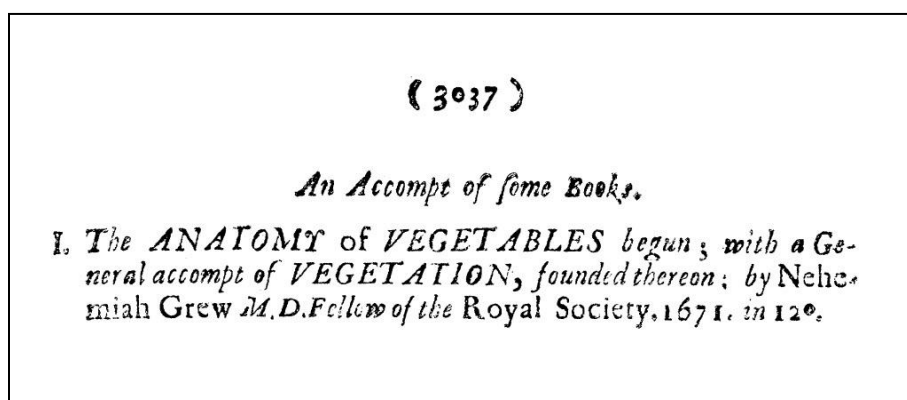 ( 3037 )
An Accompt of ſome Books.
I. The ANATOMY of VEGETABLES begun; with a Ge-
neral accompt of VEGETATION, founded thereon; by Nehe-
miah Grew M.D. Fellow of the Royal Society, 1671. in 12°.